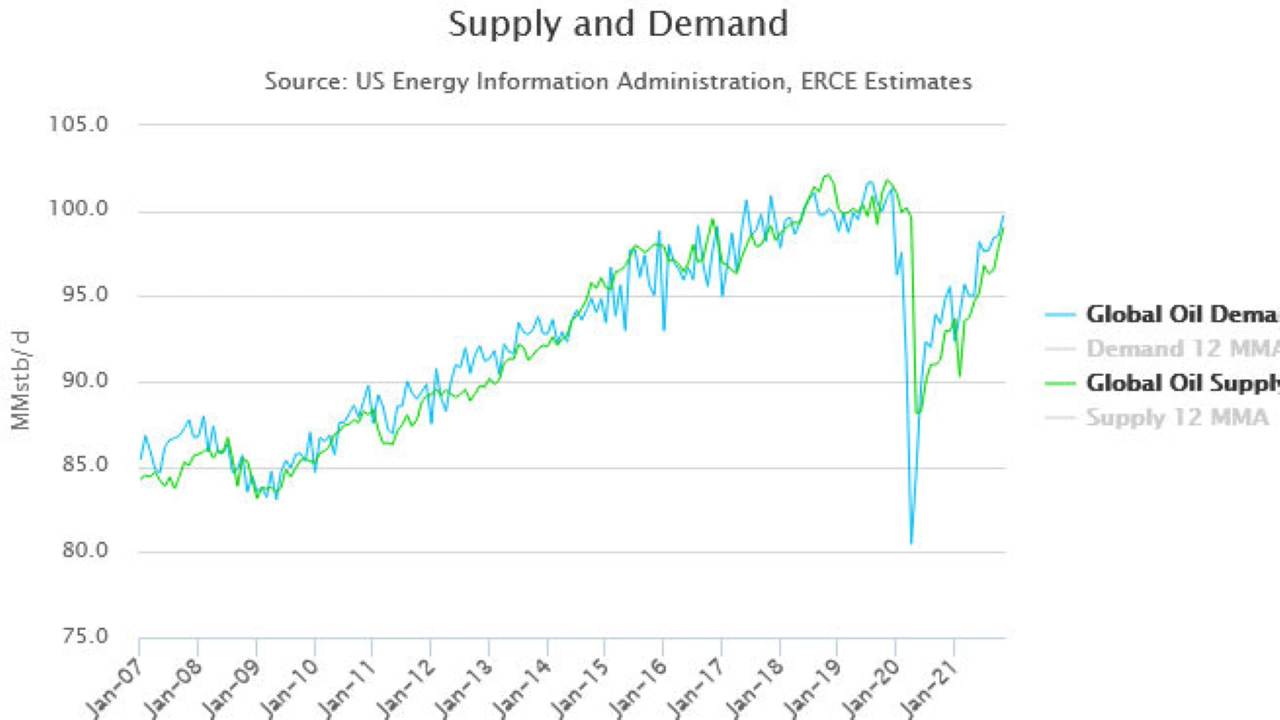 Supply and Demand
Source: US Energy Information Administration, ERCE Estimates
105.0
100.0
95.0
90.0
85.0
80.0
75.0
MMstb/d
Jan-07
Jan-08
Jan-09
Jan-10
Jan-11
Jan-12
Jan-13
Jan-14
Jan-15
Jan-16
Jan-17
Jan-18
Jan-19
Jan-20
Jan-21
Global Oil Dema
Demand 12 MMA
Global Oil Supply
Supply 12 MMA